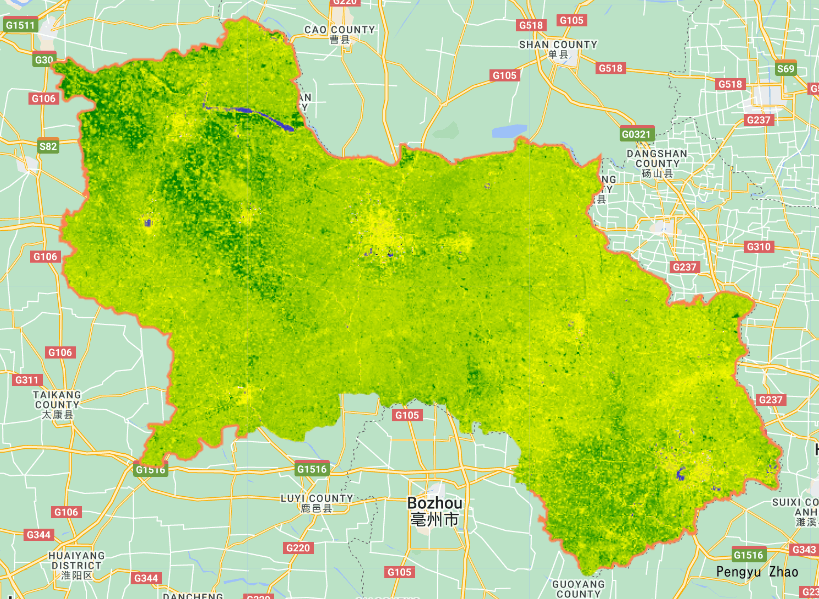 G220
G1511
CAO COUNTY
曹县
G518
G105
SHAN COUNTY
单县
G30
G105
G518
S69
G518
G106
AN
Y
G237
G0321
S82
DANGSHAN
COUNTY
砀山县
NG
TY
县
G310
G106
G237
G106
G311
TAIKANG
COUNTY
太康县
G237
G105
G1516
G1516
LUYI COUNTY
鹿邑县
Bozhou
亳州市
SUIXI CO
ANH
濉溪
G106
G344
G220
G1516
G343
HUAIYANG
DISTRICT
淮阳区
G344
G105
Pengyu Zhao
GUOYANG
COUNTY
DANCHENG